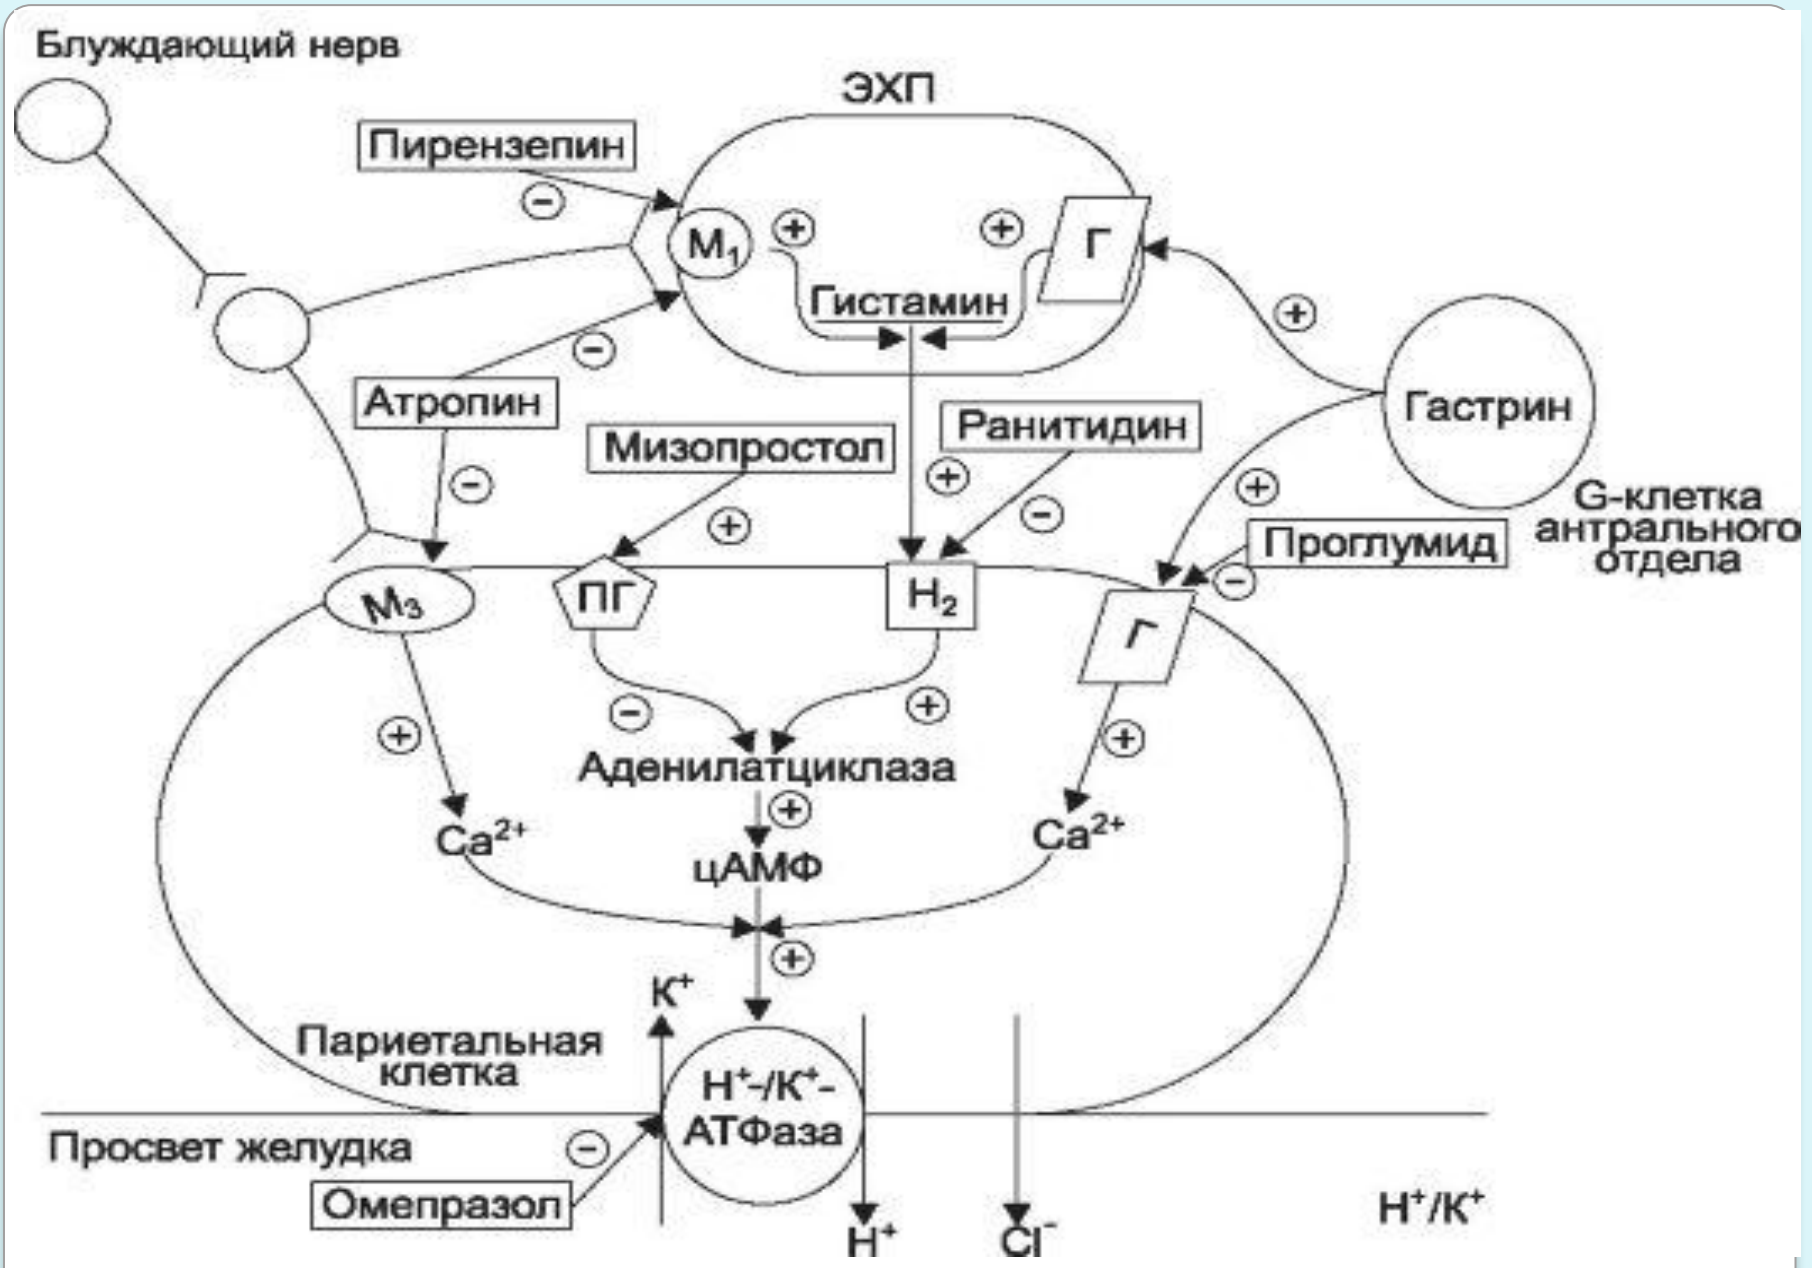 Блуждающий нерв
ЭХП
Пирензепин
−
M₁
+
+
Г
Гистамин
+
−
Атропин
Гастрин
Мизопростол
Ранитидин
−
+
+
G-клетка
антрального
отдела
+
−
Проглумид
−
M₃
ПГ
H₂
Г
−
+
+
+
Аденилатциклаза
+
Ca²⁺
Ca²⁺
цАМФ
+
K⁺
Париетальная
клетка
H⁺-/K⁺-
АТФаза
Просвет желудка
−
Омепразол
H⁺/K⁺
H⁺
Cl⁻